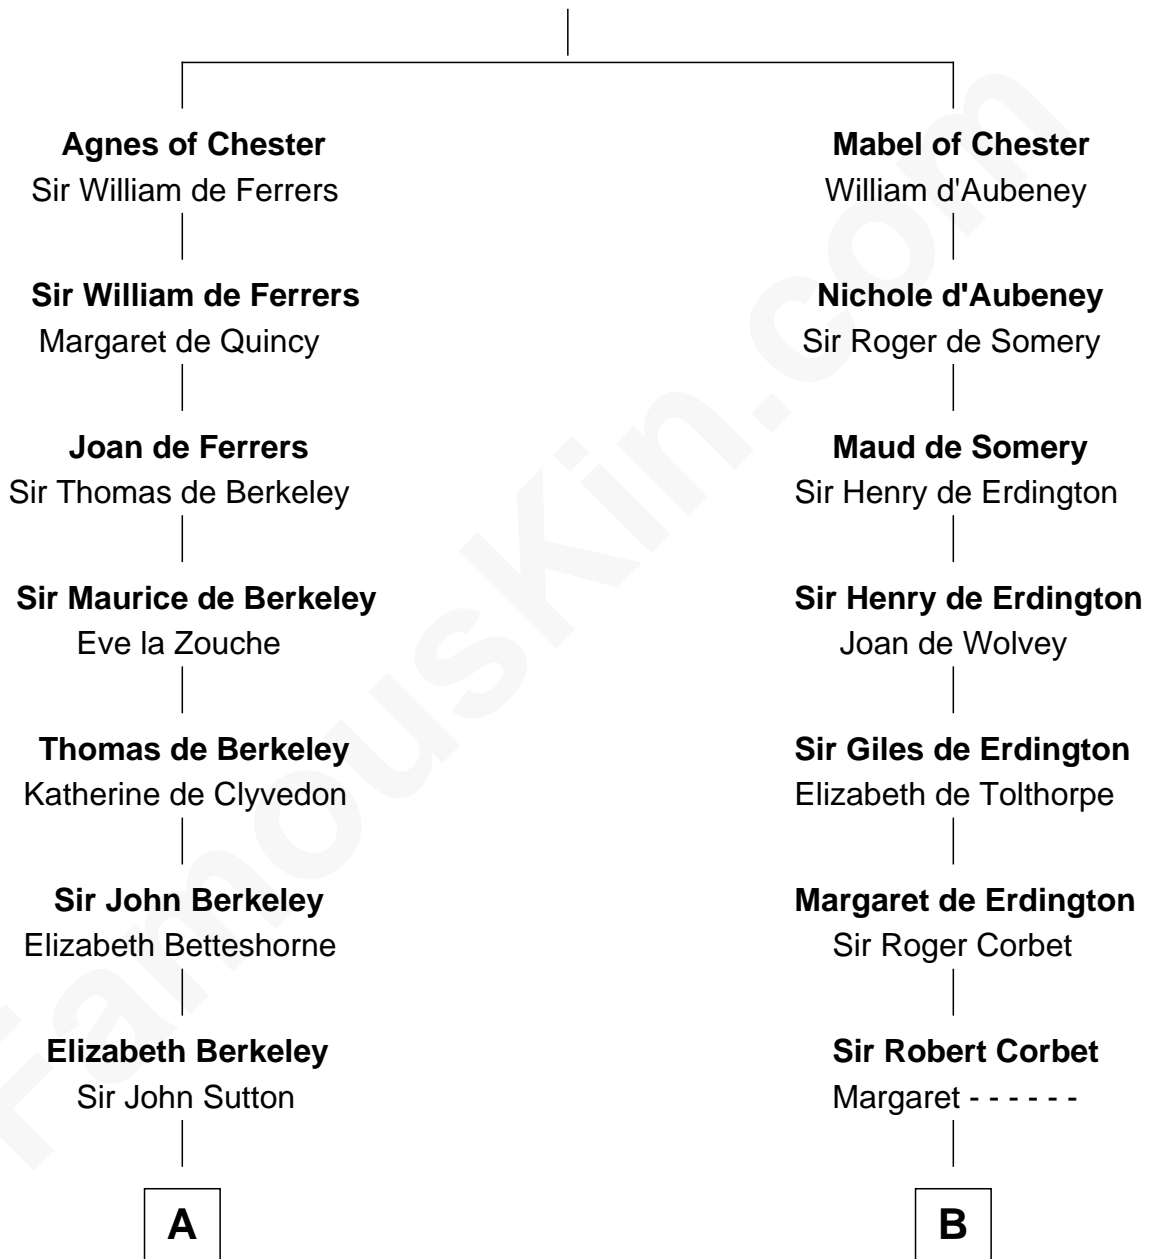 Agnes of Chester
Sir William de Ferrers
Sir William de Ferrers
Margaret de Quincy
Joan de Ferrers
Sir Thomas de Berkeley
Sir Maurice de Berkeley
Eve la Zouche
Thomas de Berkeley
Katherine de Clyvedon
Sir John Berkeley
Elizabeth Betteshorne
Elizabeth Berkeley
Sir John Sutton
A
Mabel of Chester
William d'Aubeney
Nichole d'Aubeney
Sir Roger de Somery
Maud de Somery
Sir Henry de Erdington
Sir Henry de Erdington
Joan de Wolvey
Sir Giles de Erdington
Elizabeth de Tolthorpe
Margaret de Erdington
Sir Roger Corbet
Sir Robert Corbet
Margaret - - - - - -
B
FamousKin.com